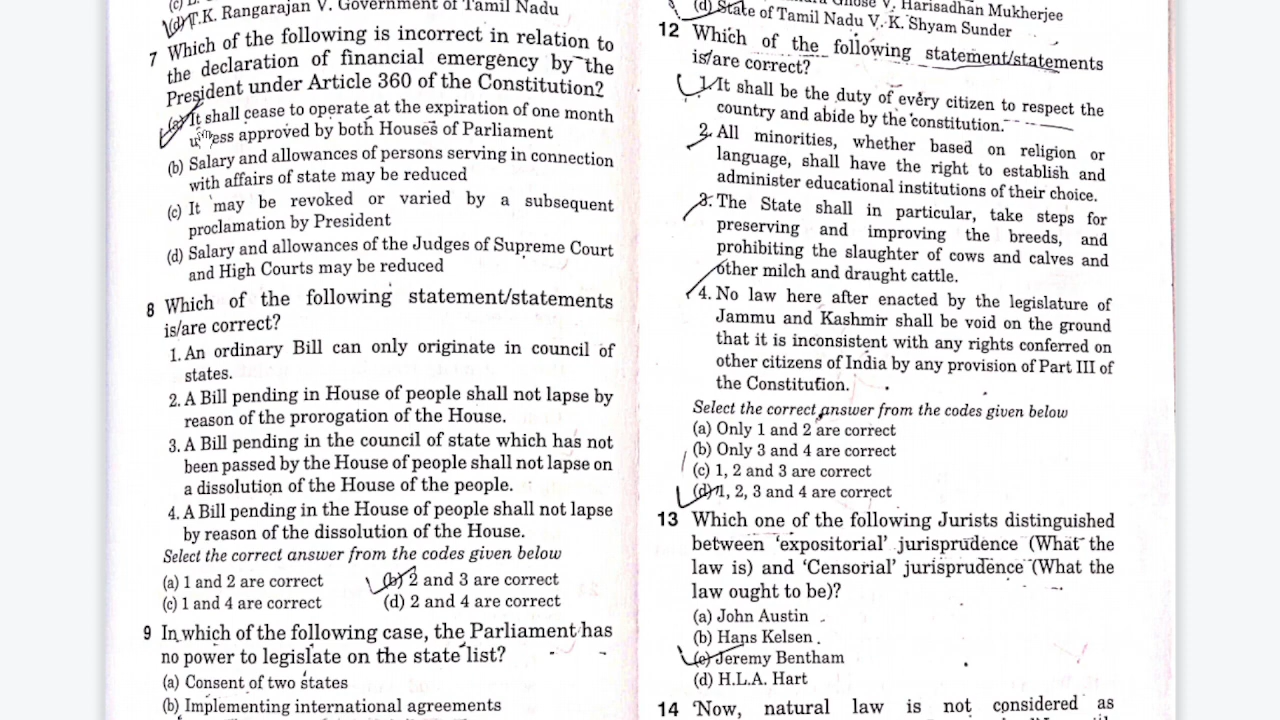 (d) T.K. Rangarajan V. Government of Tamil Nadu
7 Which of the following is incorrect in relation to
the declaration of financial emergency by the
President under Article 360 of the Constitution?
(a) It shall cease to operate at the expiration of one month
unless approved by both Houses of Parliament
(b) Salary and allowances of persons serving in connection
with affairs of state may be reduced
(c) It may be revoked or varied by a subsequent
proclamation by President
(d) Salary and allowances of the Judges of Supreme Court
and High Courts may be reduced
8 Which of the following statement/statements
is/are correct?
1. An ordinary Bill can only originate in council of
states.
2. A Bill pending in House of people shall not lapse by
reason of the prorogation of the House.
3. A Bill pending in the council of state which has not
been passed by the House of people shall not lapse on
a dissolution of the House of the people.
4. A Bill pending in the House of people shall not lapse
by reason of the dissolution of the House.
Select the correct answer from the codes given below
(a) 1 and 2 are correct (b) 2 and 3 are correct
(c) 1 and 4 are correct (d) 2 and 4 are correct
9 In which of the following case, the Parliament has
no power to legislate on the state list?
(a) Consent of two states
(b) Implementing international agreements
V. Harisadhan Mukherjee
(d) State of Tamil Nadu V. K. Shyam Sunder
12 Which of the following statement/statements
is/are correct?
1. It shall be the duty of every citizen to respect the
country and abide by the constitution.
2. All minorities, whether based on religion or
language, shall have the right to establish and
administer educational institutions of their choice.
3. The State shall in particular, take steps for
preserving and improving the breeds, and
prohibiting the slaughter of cows and calves and
other milch and draught cattle.
4. No law here after enacted by the legislature of
Jammu and Kashmir shall be void on the ground
that it is inconsistent with any rights conferred on
other citizens of India by any provision of Part III of
the Constitution.
Select the correct answer from the codes given below
(a) Only 1 and 2 are correct
(b) Only 3 and 4 are correct
(c) 1, 2 and 3 are correct
(d) 1, 2, 3 and 4 are correct
13 Which one of the following Jurists distinguished
between 'expositorial' jurisprudence (What the
law is) and 'Censorial' jurisprudence (What the
law ought to be)?
(a) John Austin
(b) Hans Kelsen
(c) Jeremy Bentham
(d) H.L.A. Hart
14 'Now, natural law is not considered as